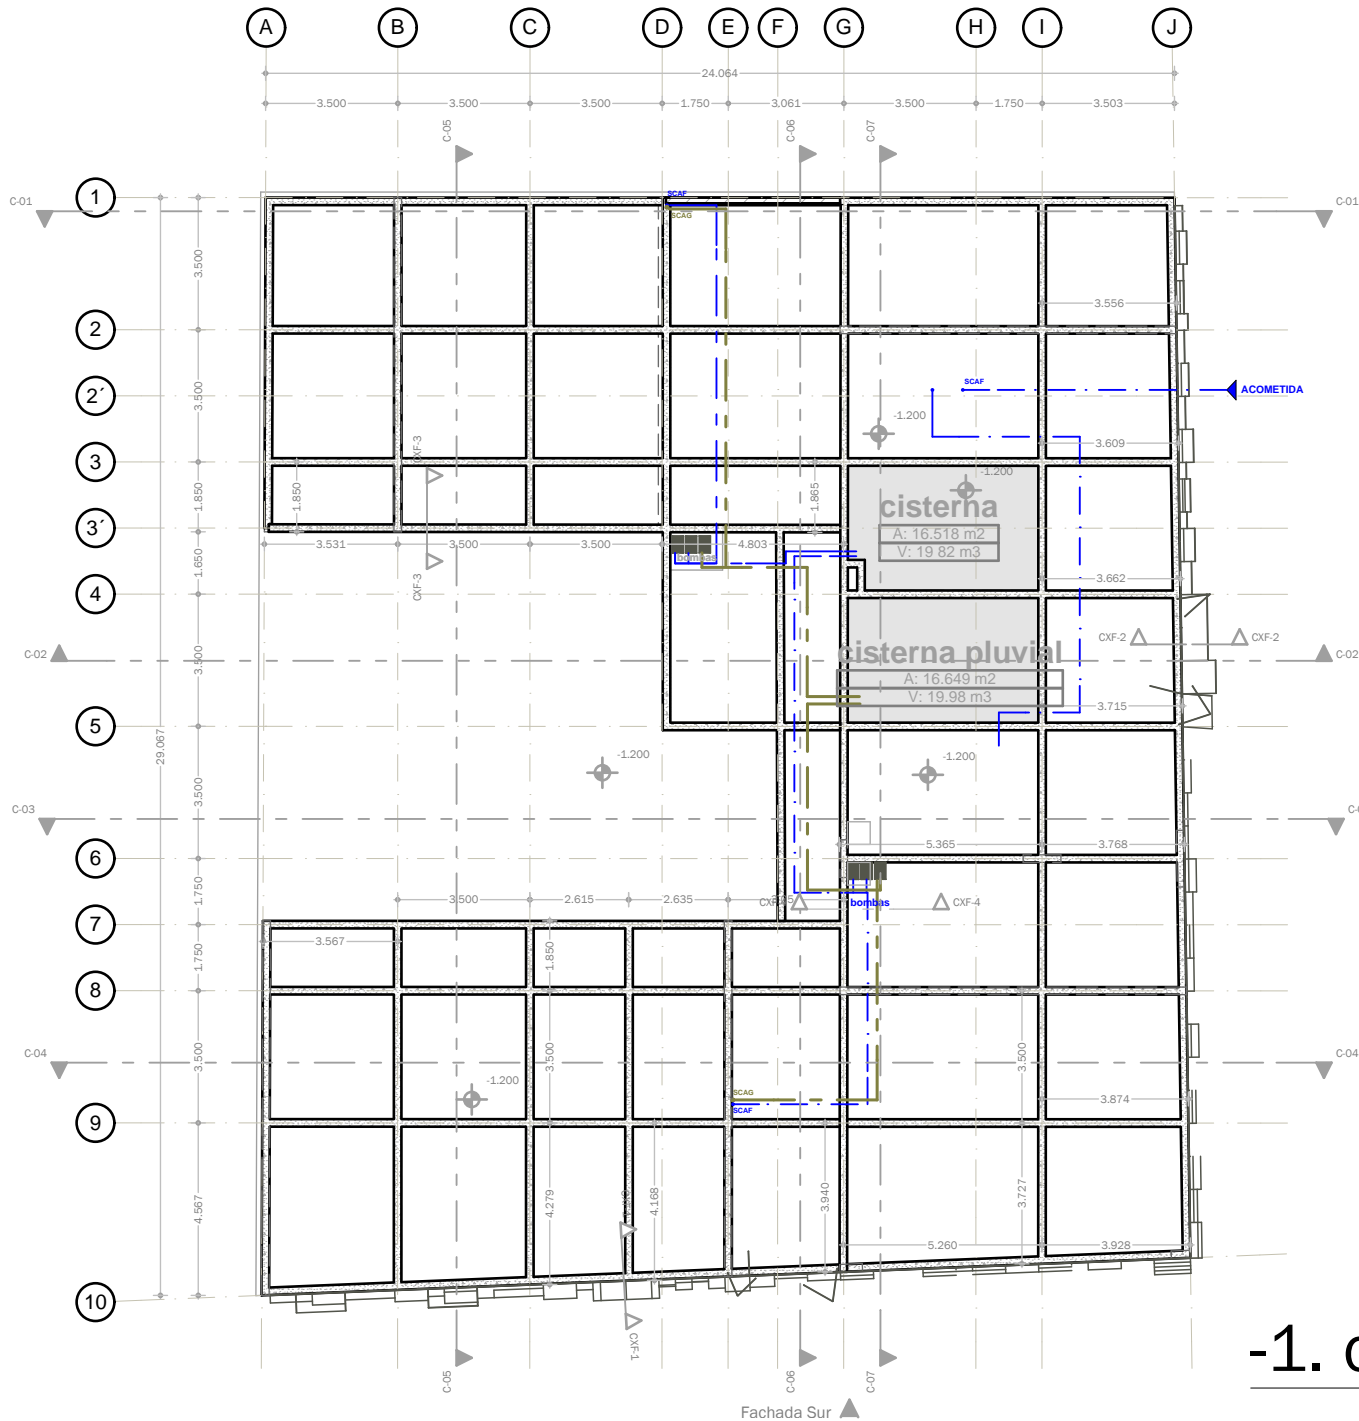 A B C D E F G H I J
24.064
3.500 3.500 3.500 1.750 3.061 3.500 1.750 3.503
C-05 C-06 C-07
1
C-01 C-01
SCAF
SCAG
3.500
3.556
2
2´
3.500
SCAF
ACOMETIDA
-1.200
3.609
CXF-3
3
1.850 1.850 1.865
-1.200
cisterna
A: 16.518 m2
V: 19 82 m3
3´
3.531 3.500 3.500 4.803
bombas
1.650
3.662
CXF-3
4
CXF-2 CXF-2
C-02 C-02
3.500
cisterna pluvial
A: 16.649 m2
V: 19.98 m3
3.715
5
29.067
-1.200 -1.200
3.500
C-03
5.365 3.768
6
1.750
3.500 2.615 2.635
bombas
CXF-4
7
3.567
1.850
1.750
8
3.500 3.500 3.500
C-04 C-04
-1.200
SCAG
SCAF
3.874
9
4.567 4.279 4.168 3.940 3.727
5.260 3.928
10
CXF-1
C-05 C-06 C-07
-1.
Fachada Sur